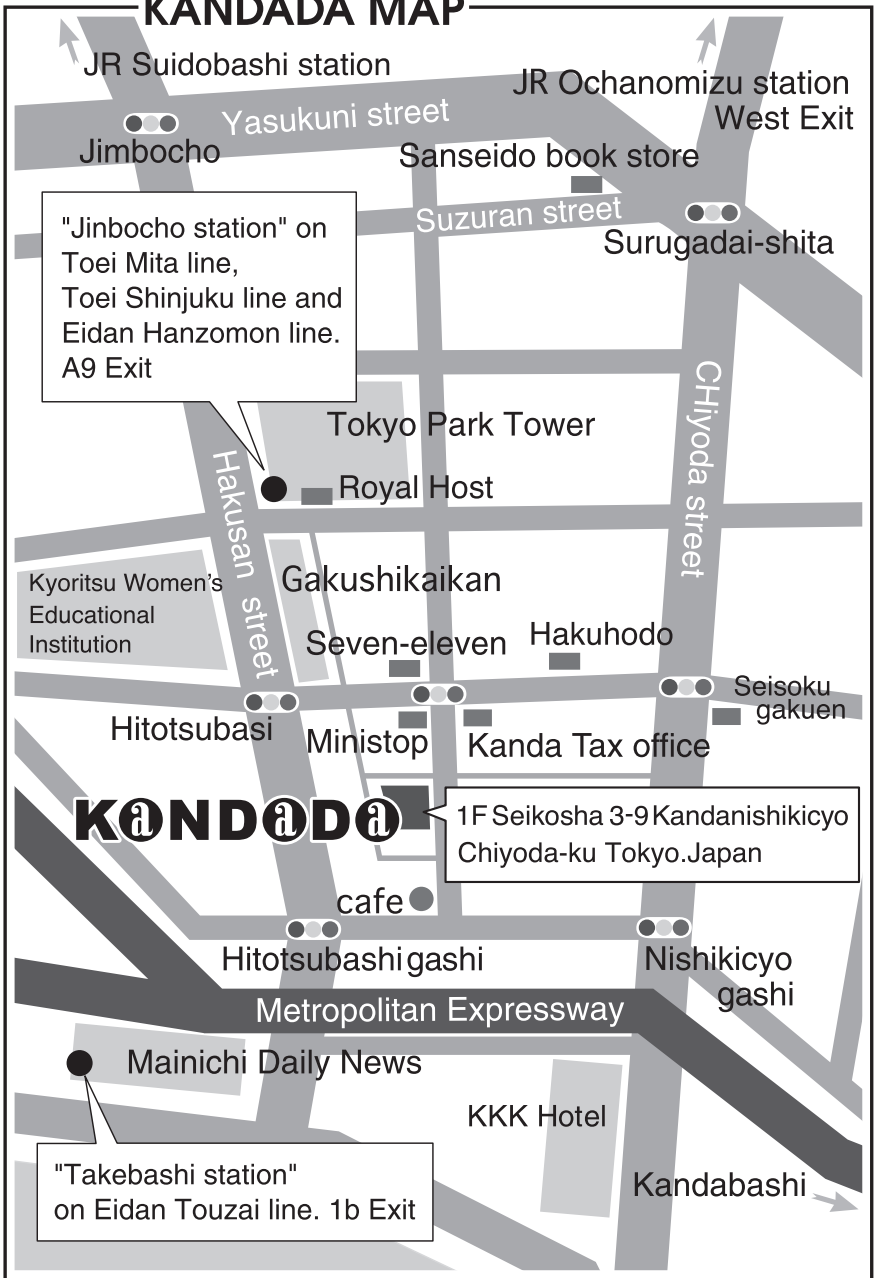 KANDADA MAP
JR Suidobashi station
JR Ochanomizu station
West Exit
Yasukuni street
Jimbocho
Sanseido book store
Suzuran street
Surugadai-shita
"Jinbocho station" on
Toei Mita line,
Toei Shinjuku line and
Eidan Hanzomon line.
A9 Exit
CHiyoda street
Tokyo Park Tower
Royal Host
Hakusan street
Kyoritsu Women's
Educational
Institution
Gakushikaikan
Seven-eleven
Hakuhodo
Seisoku
gakuen
Hitotsubasi
Ministop
Kanda Tax office
KaNDaDa
1F Seikosha 3-9 Kandanishikicyo
Chiyoda-ku Tokyo.Japan
cafe
Hitotsubashi gashi
Nishikicyo
gashi
Metropolitan Expressway
Mainichi Daily News
KKK Hotel
"Takebashi station"
on Eidan Touzai line. 1b Exit
Kandabashi